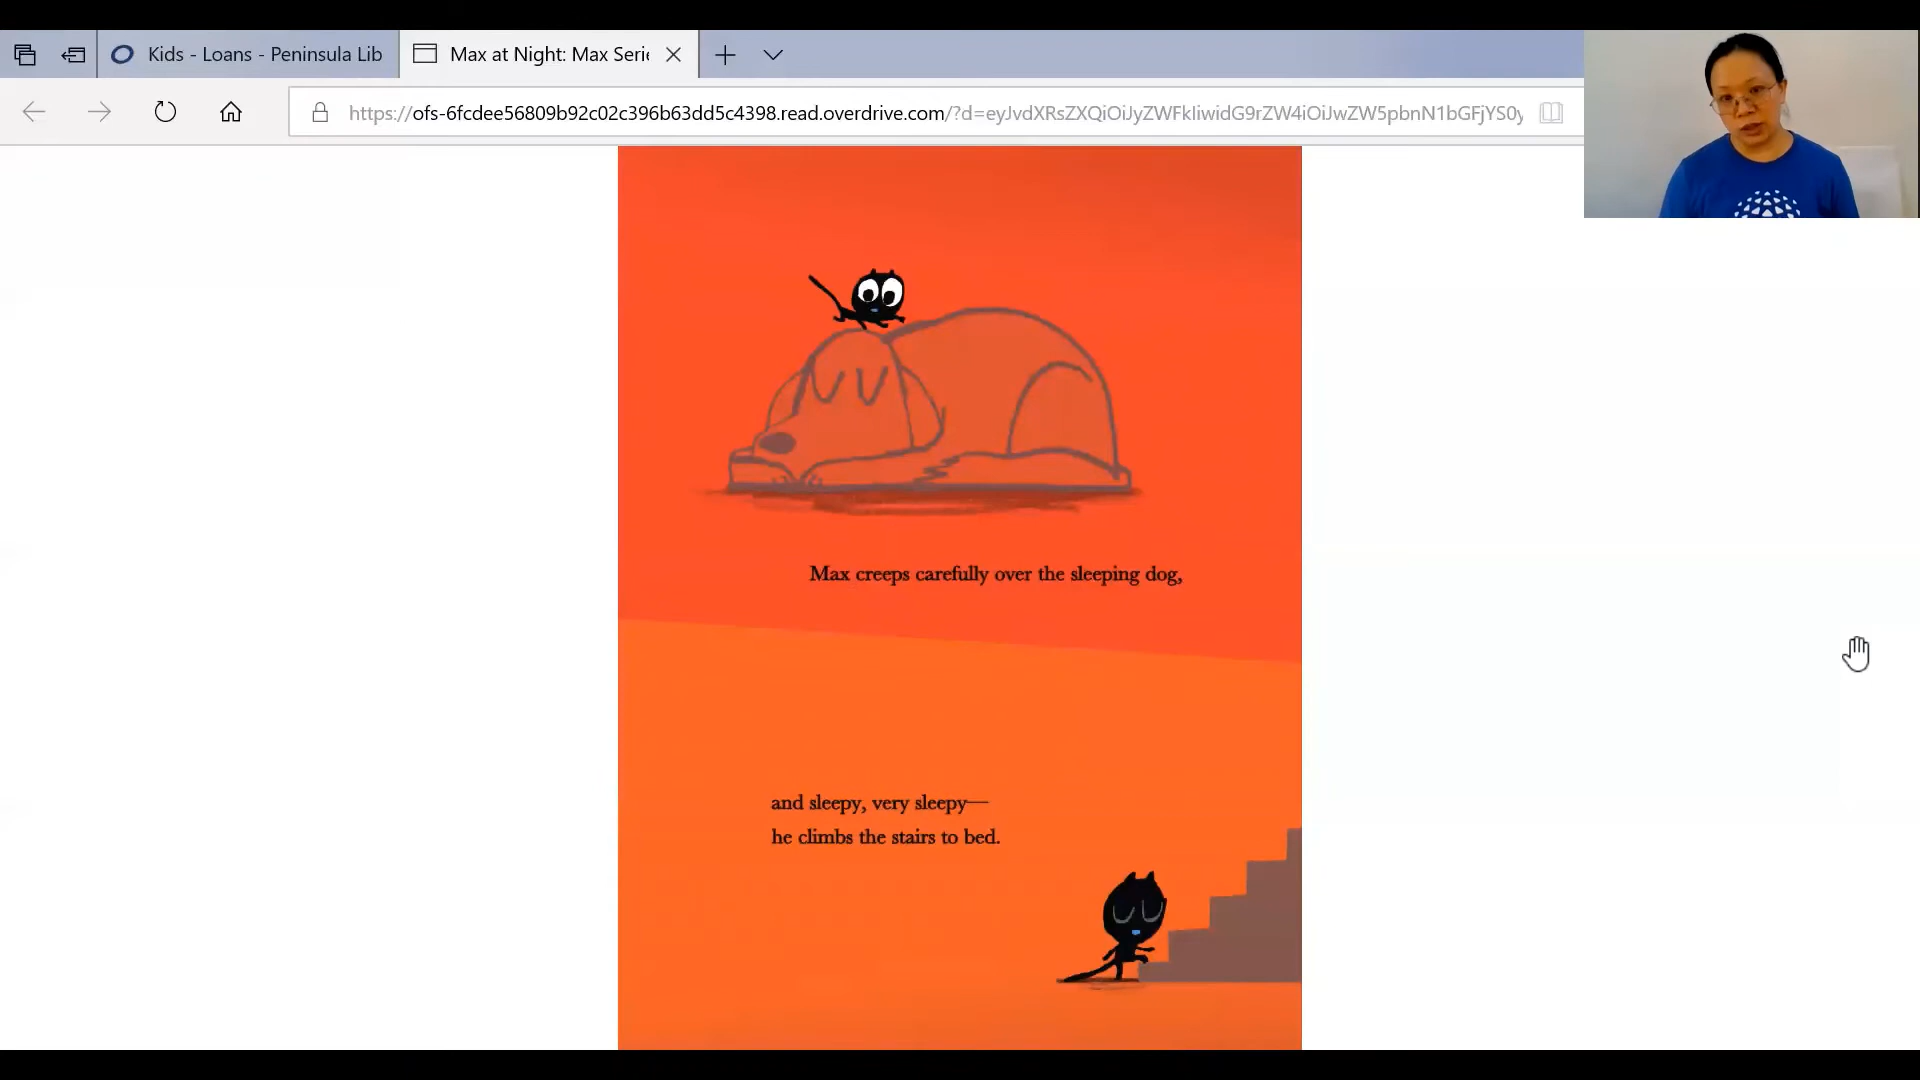 Kids - Loans - Peninsula Lib
Max at Night: Max Serie
https://ofs-6fcdee56809b92c02c396b63dd5c4398.read.overdrive.com/?d=eyJvdXRsZXQiOiJyZWFkIiwidG9rZW4iOiJwZW5pbnN1bGFjYS0y
Max creeps carefully over the sleeping dog,
and sleepy, very sleepy—
he climbs the stairs to bed.